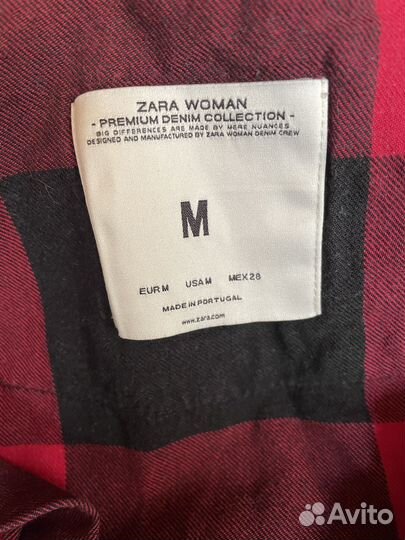 ZARA WOMAN
- PREMIUM DENIM COLLECTION -
BIG DIFFERENCES ARE MADE BY MERE NUANCES
DESIGNED AND MANUFACTURED BY ZARA WOMAN DENIM CREW
M
EUR M USA M MEX 28
MADE IN PORTUGAL
www.zara.com
Avito